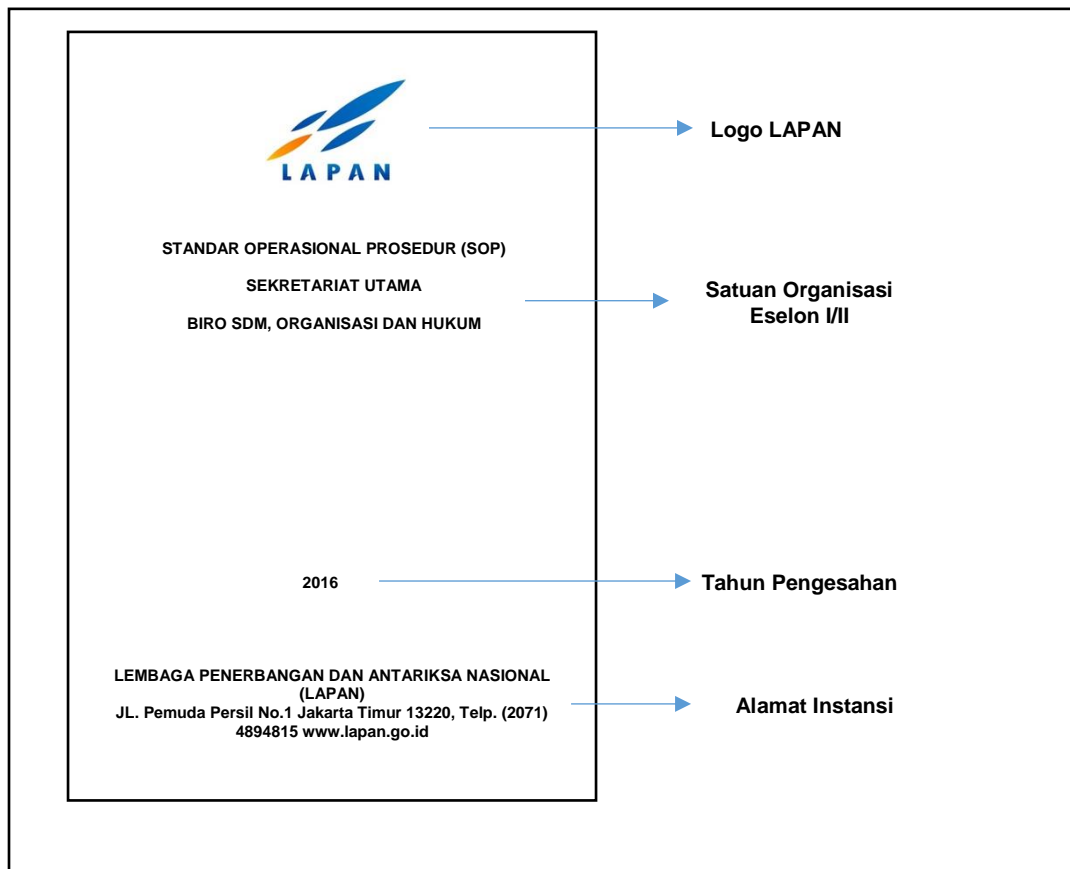 LAPAN
Logo LAPAN
STANDAR OPERASIONAL PROSEDUR (SOP)
SEKRETARIAT UTAMA
BIRO SDM, ORGANISASI DAN HUKUM
Satuan Organisasi
Eselon I/II
2016
Tahun Pengesahan
LEMBAGA PENERBANGAN DAN ANTARIKSA NASIONAL
(LAPAN)
JL. Pemuda Persil No.1 Jakarta Timur 13220, Telp. (2071)
4894815 www.lapan.go.id
Alamat Instansi